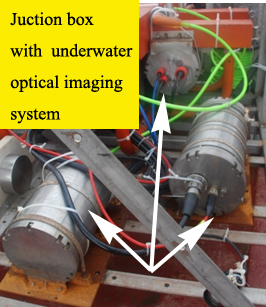 Juction box
with underwater
optical imaging
system